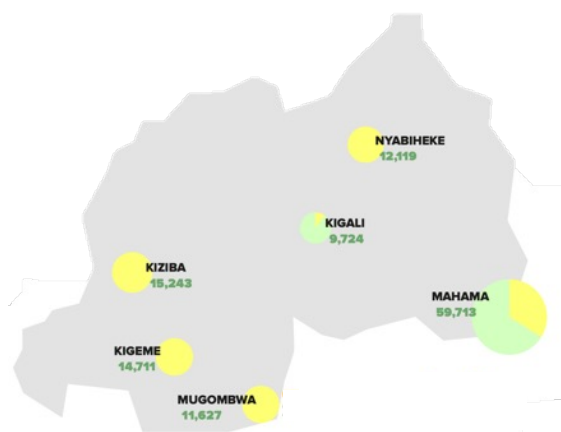 NYABIHEKE
12,119
KIGALI
9,724
KIZIBA
15,243
MAHAMA
59,713
KIGEME
14,711
MUGOMBWA
11,627